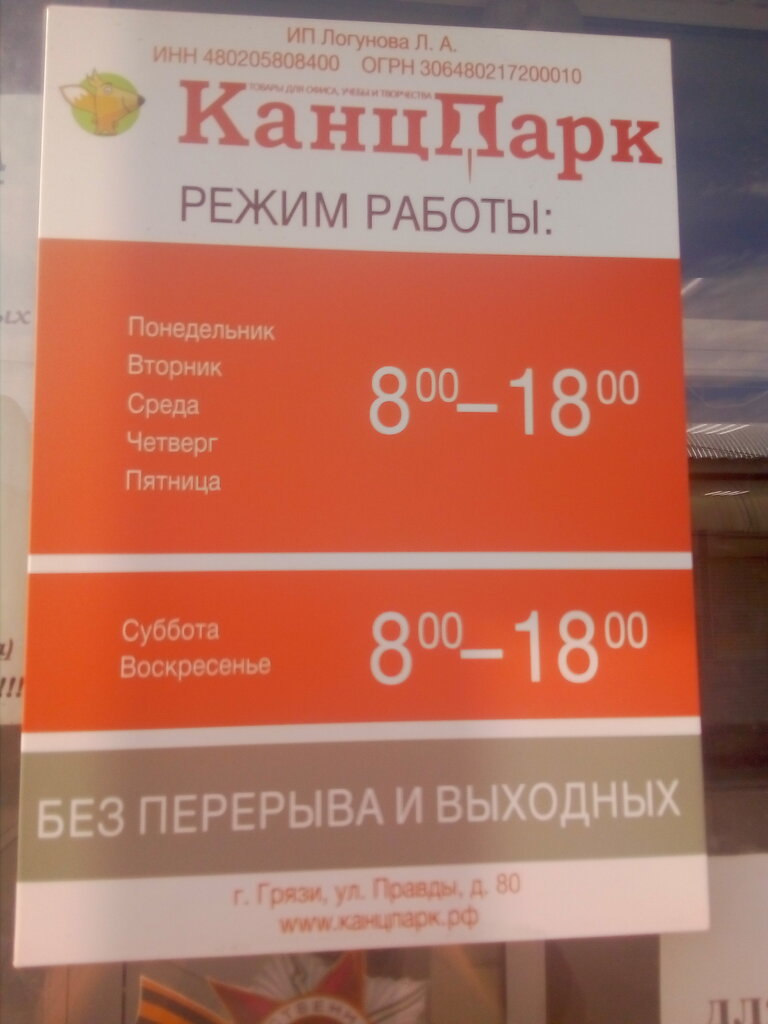 ИП Логунова Л. А.
ИНН 480205808400 ОГРН 306480217200010
ТОВАРЫ ДЛЯ ОФИСА, УЧЕБЫ И ТВОРЧЕСТВА
КанцПарк
РЕЖИМ РАБОТЫ:
Понедельник
Вторник
Среда
Четверг
Пятница
8⁰⁰–18⁰⁰
Суббота
Воскресенье
8⁰⁰–18⁰⁰
БЕЗ ПЕРЕРЫВА И ВЫХОДНЫХ
г. Грязи, ул. Правды, д. 80
www.канцпарк.рф